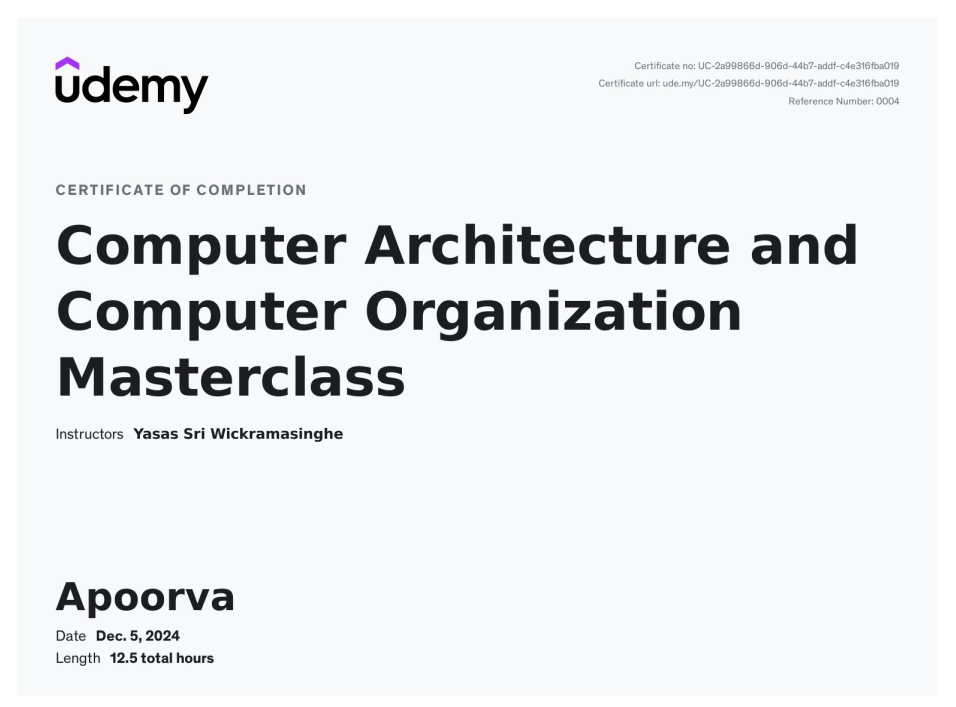 udemy
Certificate no: UC-2a99866d-906d-44b7-addf-c4e316fba019
Certificate url: ude.my/UC-2a99866d-906d-44b7-addf-c4e316fba019
Reference Number: 0004
CERTIFICATE OF COMPLETION
Computer Architecture and
Computer Organization
Masterclass
Instructors Yasas Sri Wickramasinghe
Apoorva
Date Dec. 5, 2024
Length 12.5 total hours